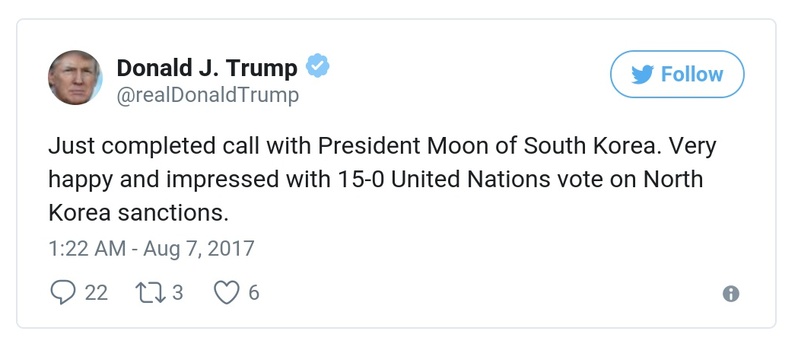 Donald J. Trump
@realDonaldTrump
Follow
Just completed call with President Moon of South Korea. Very
happy and impressed with 15-0 United Nations vote on North
Korea sanctions.
1:22 AM - Aug 7, 2017
22 3 6